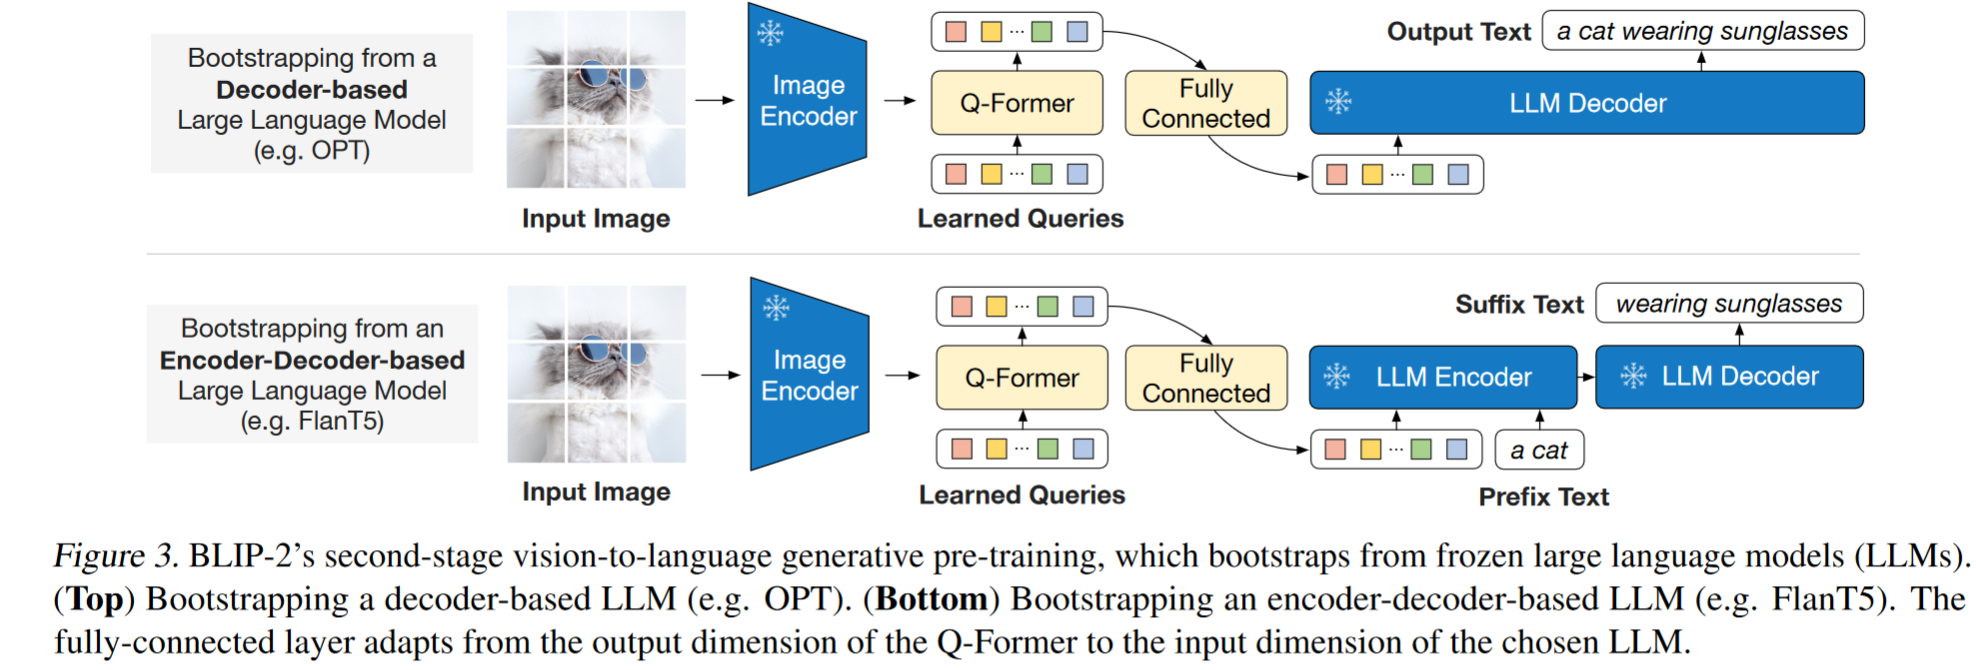 Bootstrapping from a
Decoder-based
Large Language Model
(e.g. OPT)
Input Image
Image
Encoder
Q-Former
Learned Queries
Fully
Connected
Output Text
a cat wearing sunglasses
LLM Decoder
Bootstrapping from an
Encoder-Decoder-based
Large Language Model
(e.g. FlanT5)
Input Image
Image
Encoder
Q-Former
Learned Queries
Fully
Connected
Suffix Text
wearing sunglasses
LLM Encoder
LLM Decoder
a cat
Prefix Text
Figure 3. BLIP-2's second-stage vision-to-language generative pre-training, which bootstraps from frozen large language models (LLMs).
(Top) Bootstrapping a decoder-based LLM (e.g. OPT). (Bottom) Bootstrapping an encoder-decoder-based LLM (e.g. FlanT5). The
fully-connected layer adapts from the output dimension of the Q-Former to the input dimension of the chosen LLM.